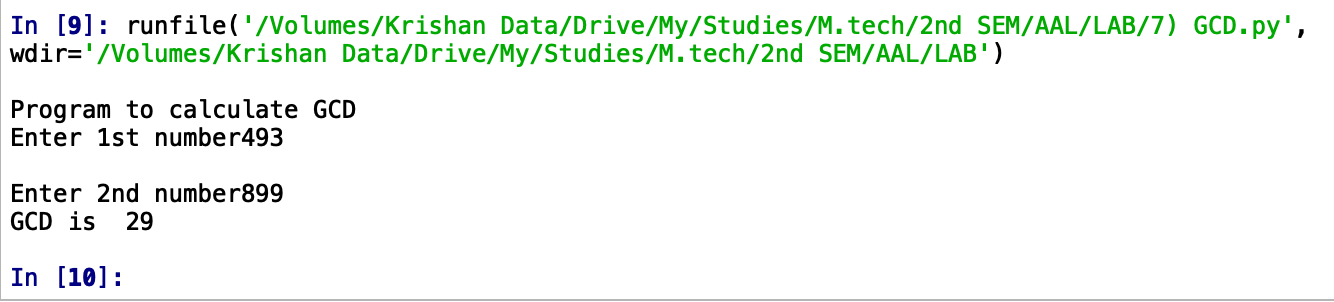 In [9]: runfile('/Volumes/Krishan Data/Drive/My/Studies/M.tech/2nd SEM/AAL/LAB/7) GCD.py',
wdir='/Volumes/Krishan Data/Drive/My/Studies/M.tech/2nd SEM/AAL/LAB')
Program to calculate GCD
Enter 1st number493
Enter 2nd number899
GCD is  29
In [10]: